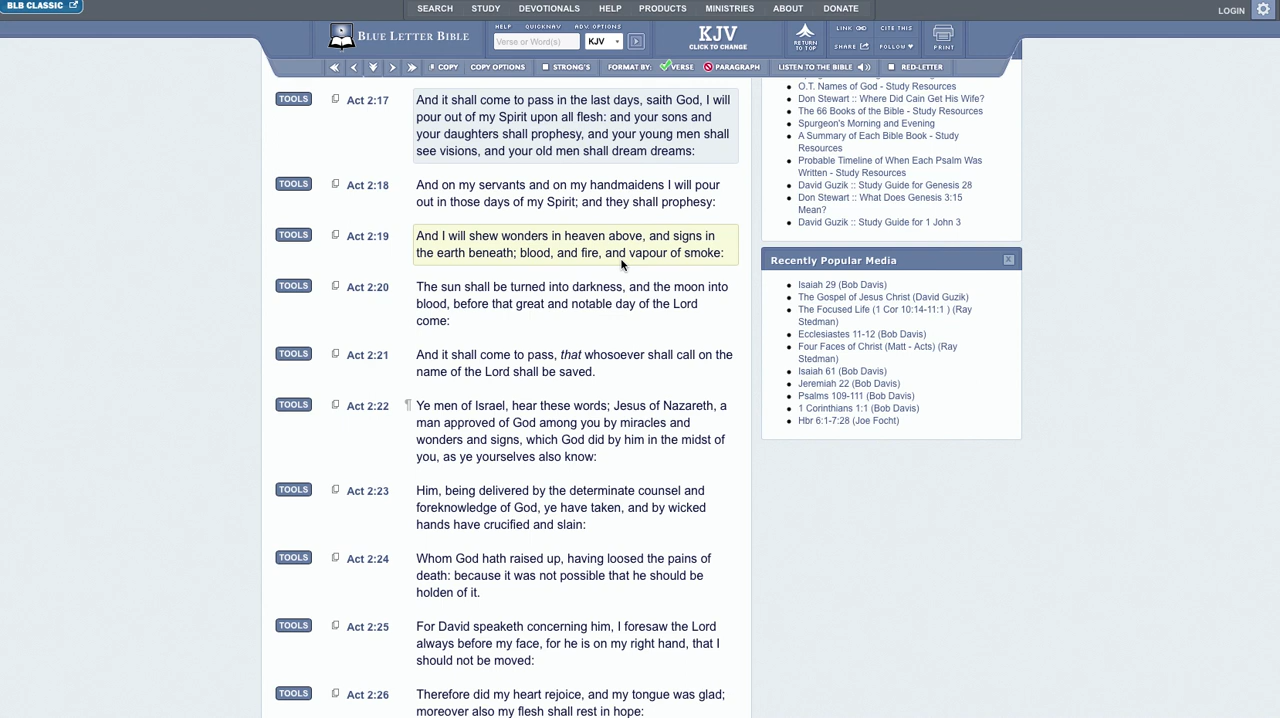 BLB CLASSIC
SEARCH STUDY DEVOTIONALS HELP PRODUCTS MINISTRIES ABOUT DONATE
LOGIN
BLUE LETTER BIBLE
HELP QUICKNAV ADV. OPTIONS
Verse or Word(s) KJV
KJV
CLICK TO CHANGE
RETURN TO TOP
LINK CITE THIS
SHARE FOLLOW
PRINT
COPY COPY OPTIONS STRONG'S FORMAT BY: VERSE PARAGRAPH LISTEN TO THE BIBLE RED-LETTER
TOOLS Act 2:17 And it shall come to pass in the last days, saith God, I will
pour out of my Spirit upon all flesh: and your sons and
your daughters shall prophesy, and your young men shall
see visions, and your old men shall dream dreams:
TOOLS Act 2:18 And on my servants and on my handmaidens I will pour
out in those days of my Spirit; and they shall prophesy:
TOOLS Act 2:19 And I will shew wonders in heaven above, and signs in
the earth beneath; blood, and fire, and vapour of smoke:
TOOLS Act 2:20 The sun shall be turned into darkness, and the moon into
blood, before that great and notable day of the Lord
come:
TOOLS Act 2:21 And it shall come to pass, that whosoever shall call on the
name of the Lord shall be saved.
TOOLS Act 2:22 ¶ Ye men of Israel, hear these words; Jesus of Nazareth, a
man approved of God among you by miracles and
wonders and signs, which God did by him in the midst of
you, as ye yourselves also know:
TOOLS Act 2:23 Him, being delivered by the determinate counsel and
foreknowledge of God, ye have taken, and by wicked
hands have crucified and slain:
TOOLS Act 2:24 Whom God hath raised up, having loosed the pains of
death: because it was not possible that he should be
holden of it.
TOOLS Act 2:25 For David speaketh concerning him, I foresaw the Lord
always before my face, for he is on my right hand, that I
should not be moved:
TOOLS Act 2:26 Therefore did my heart rejoice, and my tongue was glad;
moreover also my flesh shall rest in hope:
O.T. Names of God - Study Resources
Don Stewart :: Where Did Cain Get His Wife?
The 66 Books of the Bible - Study Resources
Spurgeon's Morning and Evening
A Summary of Each Bible Book - Study
Resources
Probable Timeline of When Each Psalm Was
Written - Study Resources
David Guzik :: Study Guide for Genesis 28
Don Stewart :: What Does Genesis 3:15
Mean?
David Guzik :: Study Guide for 1 John 3
Recently Popular Media
Isaiah 29 (Bob Davis)
The Gospel of Jesus Christ (David Guzik)
The Focused Life (1 Cor 10:14-11:1 ) (Ray
Stedman)
Ecclesiastes 11-12 (Bob Davis)
Four Faces of Christ (Matt - Acts) (Ray
Stedman)
Isaiah 61 (Bob Davis)
Jeremiah 22 (Bob Davis)
Psalms 109-111 (Bob Davis)
1 Corinthians 1:1 (Bob Davis)
Hbr 6:1-7:28 (Joe Focht)